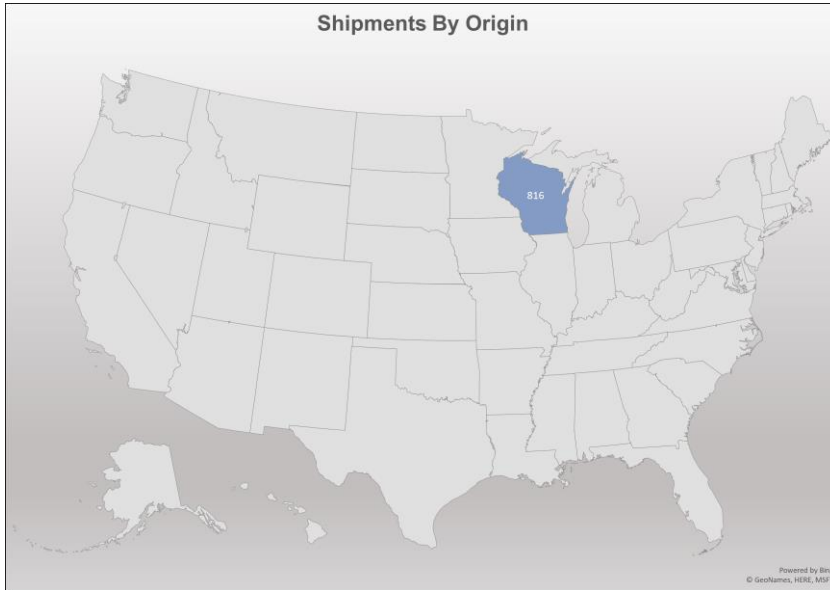 Shipments By Origin
816
Powered by Bin
© GeoNames, HERE, MSF